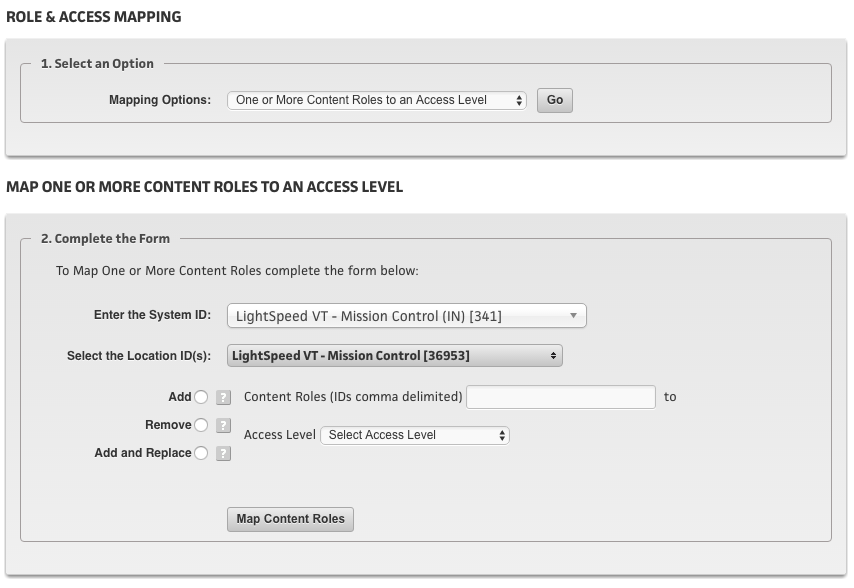 ROLE & ACCESS MAPPING
1. Select an Option
Mapping Options: One or More Content Roles to an Access Level Go
MAP ONE OR MORE CONTENT ROLES TO AN ACCESS LEVEL
2. Complete the Form
To Map One or More Content Roles complete the form below:
Enter the System ID: LightSpeed VT - Mission Control (IN) [341]
Select the Location ID(s): LightSpeed VT - Mission Control [36953]
Add ? Content Roles (IDs comma delimited) to
Remove ?
Access Level Select Access Level
Add and Replace ?
Map Content Roles